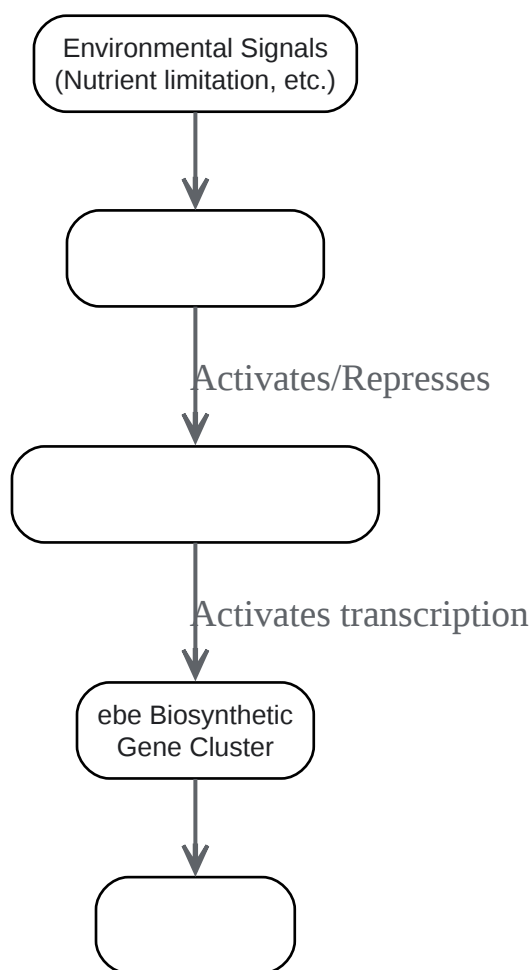 Environmental Signals
(Nutrient limitation, etc.)
Activates/Represses
Activates transcription
ebe Biosynthetic
Gene Cluster